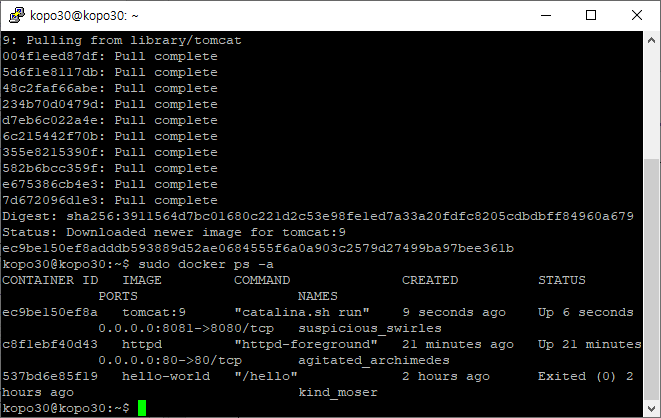 kopo30@kopo30: ~
9: Pulling from library/tomcat
004f1eed87df: Pull complete
5d6f1e8117db: Pull complete
48c2faf66abe: Pull complete
234b70d0479d: Pull complete
d7eb6c022a4e: Pull complete
6c215442f70b: Pull complete
355e8215390f: Pull complete
582b6bcc359f: Pull complete
e675386cb4e3: Pull complete
7d672096d1e3: Pull complete
Digest: sha256:3911564d7bc01680c221d2c53e98fe1ed7a33a20fdfc8205cdbdbff84960a679
Status: Downloaded newer image for tomcat:9
ec9be150ef8adddb593889d52ae0684555f6a0a903c2579d27499ba97bee361b
kopo30@kopo30:~$ sudo docker ps -a
CONTAINER ID   IMAGE         COMMAND              CREATED          STATUS
            PORTS                    NAMES
ec9be150ef8a   tomcat:9      "catalina.sh run"    9 seconds ago    Up 6 seconds
            0.0.0.0:8081->8080/tcp   suspicious_swirles
c8f1ebf40d43   httpd         "httpd-foreground"   21 minutes ago   Up 21 minutes
            0.0.0.0:80->80/tcp       agitated_archimedes
537bd6e85f19   hello-world   "/hello"             2 hours ago      Exited (0) 2
hours ago                            kind_moser
kopo30@kopo30:~$